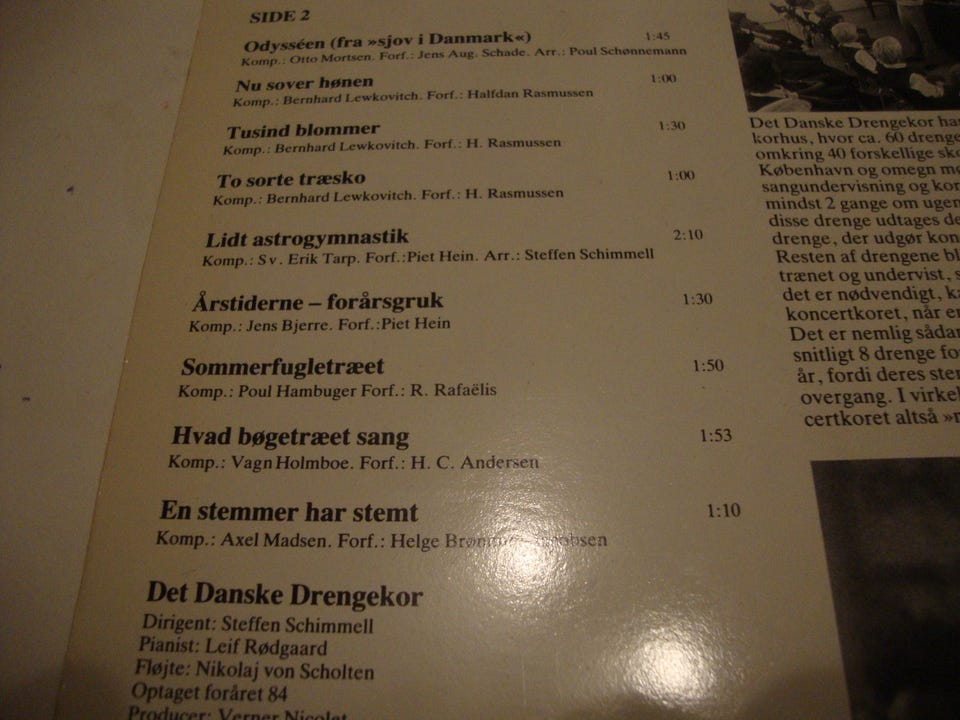 SIDE 2
Odysséen (fra »sjov i Danmark«) 1:45
Komp.: Otto Mortsen. Forf.: Jens Aug. Schade. Arr.: Poul Schønnemann
Nu sover hønen 1:00
Komp.: Bernhard Lewkovitch. Forf.: Halfdan Rasmussen
Tusind blommer 1:30
Komp.: Bernhard Lewkovitch. Forf.: H. Rasmussen
To sorte træsko 1:00
Komp.: Bernhard Lewkovitch. Forf.: H. Rasmussen
Lidt astrogymnastik 2:10
Komp.: Sv. Erik Tarp. Forf.:Piet Hein. Arr.: Steffen Schimmell
Årstiderne – forårsgruk 1:30
Komp.: Jens Bjerre. Forf.:Piet Hein
Sommerfugletræet 1:50
Komp.: Poul Hambuger Forf.: R. Rafaëlis
Hvad bøgetræet sang 1:53
Komp.: Vagn Holmboe. Forf.: H. C. Andersen
En stemmer har stemt 1:10
Komp.: Axel Madsen. Forf.: Helge
Det Danske Drengekor
Dirigent: Steffen Schimmell
Pianist: Leif Rødgaard
Fløjte: Nikolaj von Scholten
Optaget foråret 84
Producer: Verner Nicolet
Det Danske Drengekor
korhus, hvor ca. 60 drenge
omkring 40 forskellige
København og omegn
sangundervisning og
mindst 2 gange om
disse drenge udtages
drenge, der udgør
Resten af drengene
trænet og undervist,
det er nødvendigt,
koncertkoret, når
Det er nemlig
snitligt 8 drenge
år, fordi deres
overgang. I
certkoret altså